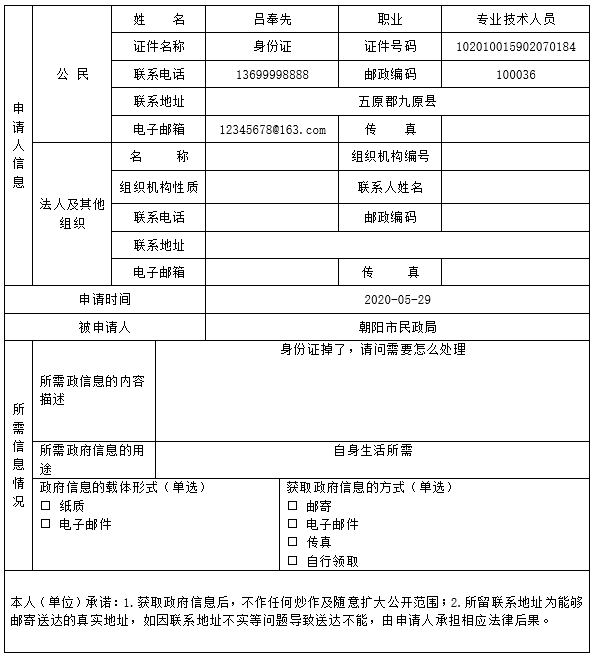 申请人信息
公 民
姓 名 吕奉先 职业 专业技术人员
证件名称 身份证 证件号码 102010015902070184
联系电话 13699998888 邮政编码 100036
联系地址 五原郡九原县
电子邮箱 12345678@163.com 传 真
法人及其他
组织
名 称 组织机构编号
组织机构性质 联系人姓名
联系电话 邮政编码
联系地址
电子邮箱 传 真
申请时间 2020-05-29
被申请人 朝阳市民政局
所需信息情况
所需政信息的内容
描述
身份证掉了，请问需要怎么处理
所需政府信息的用
途
自身生活所需
政府信息的载体形式（单选）
□ 纸质
□ 电子邮件
获取政府信息的方式（单选）
□ 邮寄
□ 电子邮件
□ 传真
□ 自行领取
本人（单位）承诺：1.获取政府信息后，不作任何炒作及随意扩大公开范围；2.所留联系地址为能够
邮寄送达的真实地址，如因联系地址不实等问题导致送达不能，由申请人承担相应法律后果。